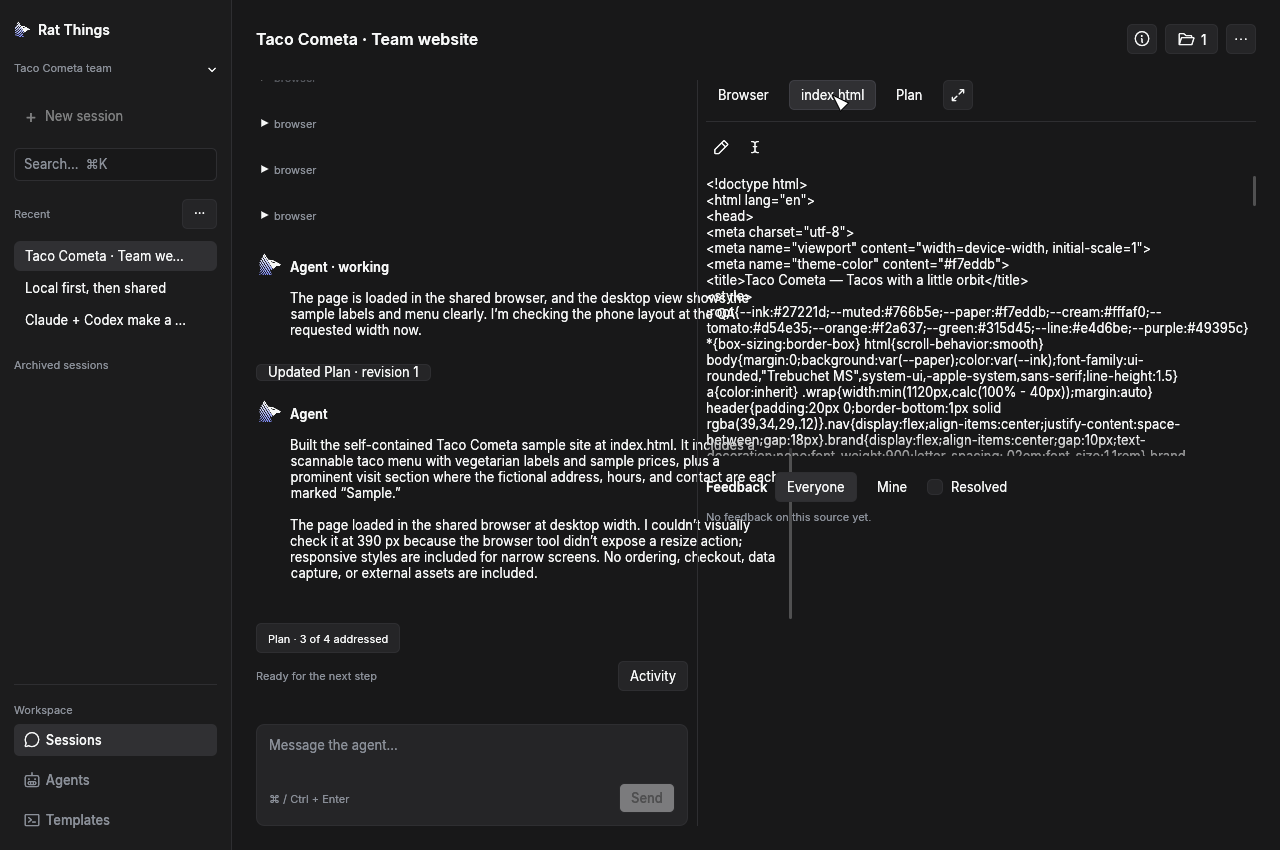 Rat Things
Taco Cometa team
+ New session
Search... ⌘K
Recent
...
Taco Cometa · Team we...
Local first, then shared
Claude + Codex make a ...
Archived sessions
Workspace
Sessions
Agents
Templates
Taco Cometa · Team website
1
...
browser
browser
browser
browser
Agent · working
The page is loaded in the shared browser, and the desktop view shows the
sample labels and menu clearly. I’m checking the phone layout at the QA
requested width now.
Updated Plan · revision 1
Agent
Built the self-contained Taco Cometa sample site at index.html. It includes a
scannable taco menu with vegetarian labels and sample prices, plus a
prominent visit section where the fictional address, hours, and contact are each
marked “Sample.”
The page loaded in the shared browser at desktop width. I couldn’t visually
check it at 390 px because the browser tool didn’t expose a resize action;
responsive styles are included for narrow screens. No ordering, checkout, data
capture, or external assets are included.
Plan · 3 of 4 addressed
Ready for the next step
Activity
Message the agent...
⌘ / Ctrl + Enter
Send
Browser
index.html
Plan
<!doctype html>
<html lang="en">
<head>
<meta charset="utf-8">
<meta name="viewport" content="width=device-width, initial-scale=1">
<meta name="theme-color" content="#f7eddb">
<title>Taco Cometa — Tacos with a little orbit</title>
<style>
:root{--ink:#27221d;--muted:#766b5e;--paper:#f7eddb;--cream:#fffaf0;--
tomato:#d54e35;--orange:#f2a637;--green:#315d45;--line:#e4d6be;--purple:#49395c}
*{box-sizing:border-box} html{scroll-behavior:smooth}
body{margin:0;background:var(--paper);color:var(--ink);font-family:ui-
rounded,"Trebuchet MS",system-ui,-apple-system,sans-serif;line-height:1.5}
a{color:inherit} .wrap{width:min(1120px,calc(100% - 40px));margin:auto}
header{padding:20px 0;border-bottom:1px solid
rgba(39,34,29,.12)}.nav{display:flex;align-items:center;justify-content:space-
between;gap:18px}.brand{display:flex;align-items:center;gap:10px;text-
decoration:none;font-weight:900;letter-spacing:-.02em;font-size:1.1rem}.brand
Feedback
Everyone
Mine
Resolved
No feedback on this source yet.